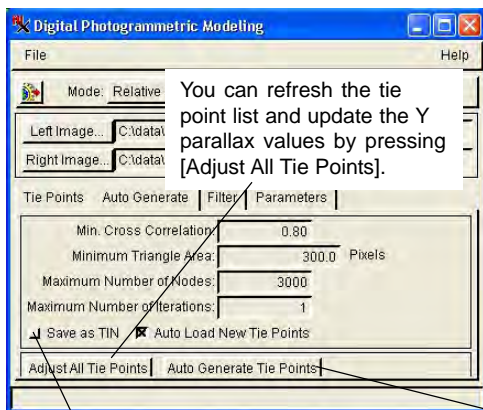 Digital Photogrammetric Modeling
File Help
Mode: Relative
You can refresh the tie
point list and update the Y
parallax values by pressing
[Adjust All Tie Points].
Left Image... C:\data\
Right Image... C:\data\
Tie Points Auto Generate Filter Parameters
Min. Cross Correlation: 0.80
Minimum Triangle Area: 300.0 Pixels
Maximum Number of Nodes: 3000
Maximum Number of Iterations: 1
Save as TIN Auto Load New Tie Points
Adjust All Tie Points Auto Generate Tie Points